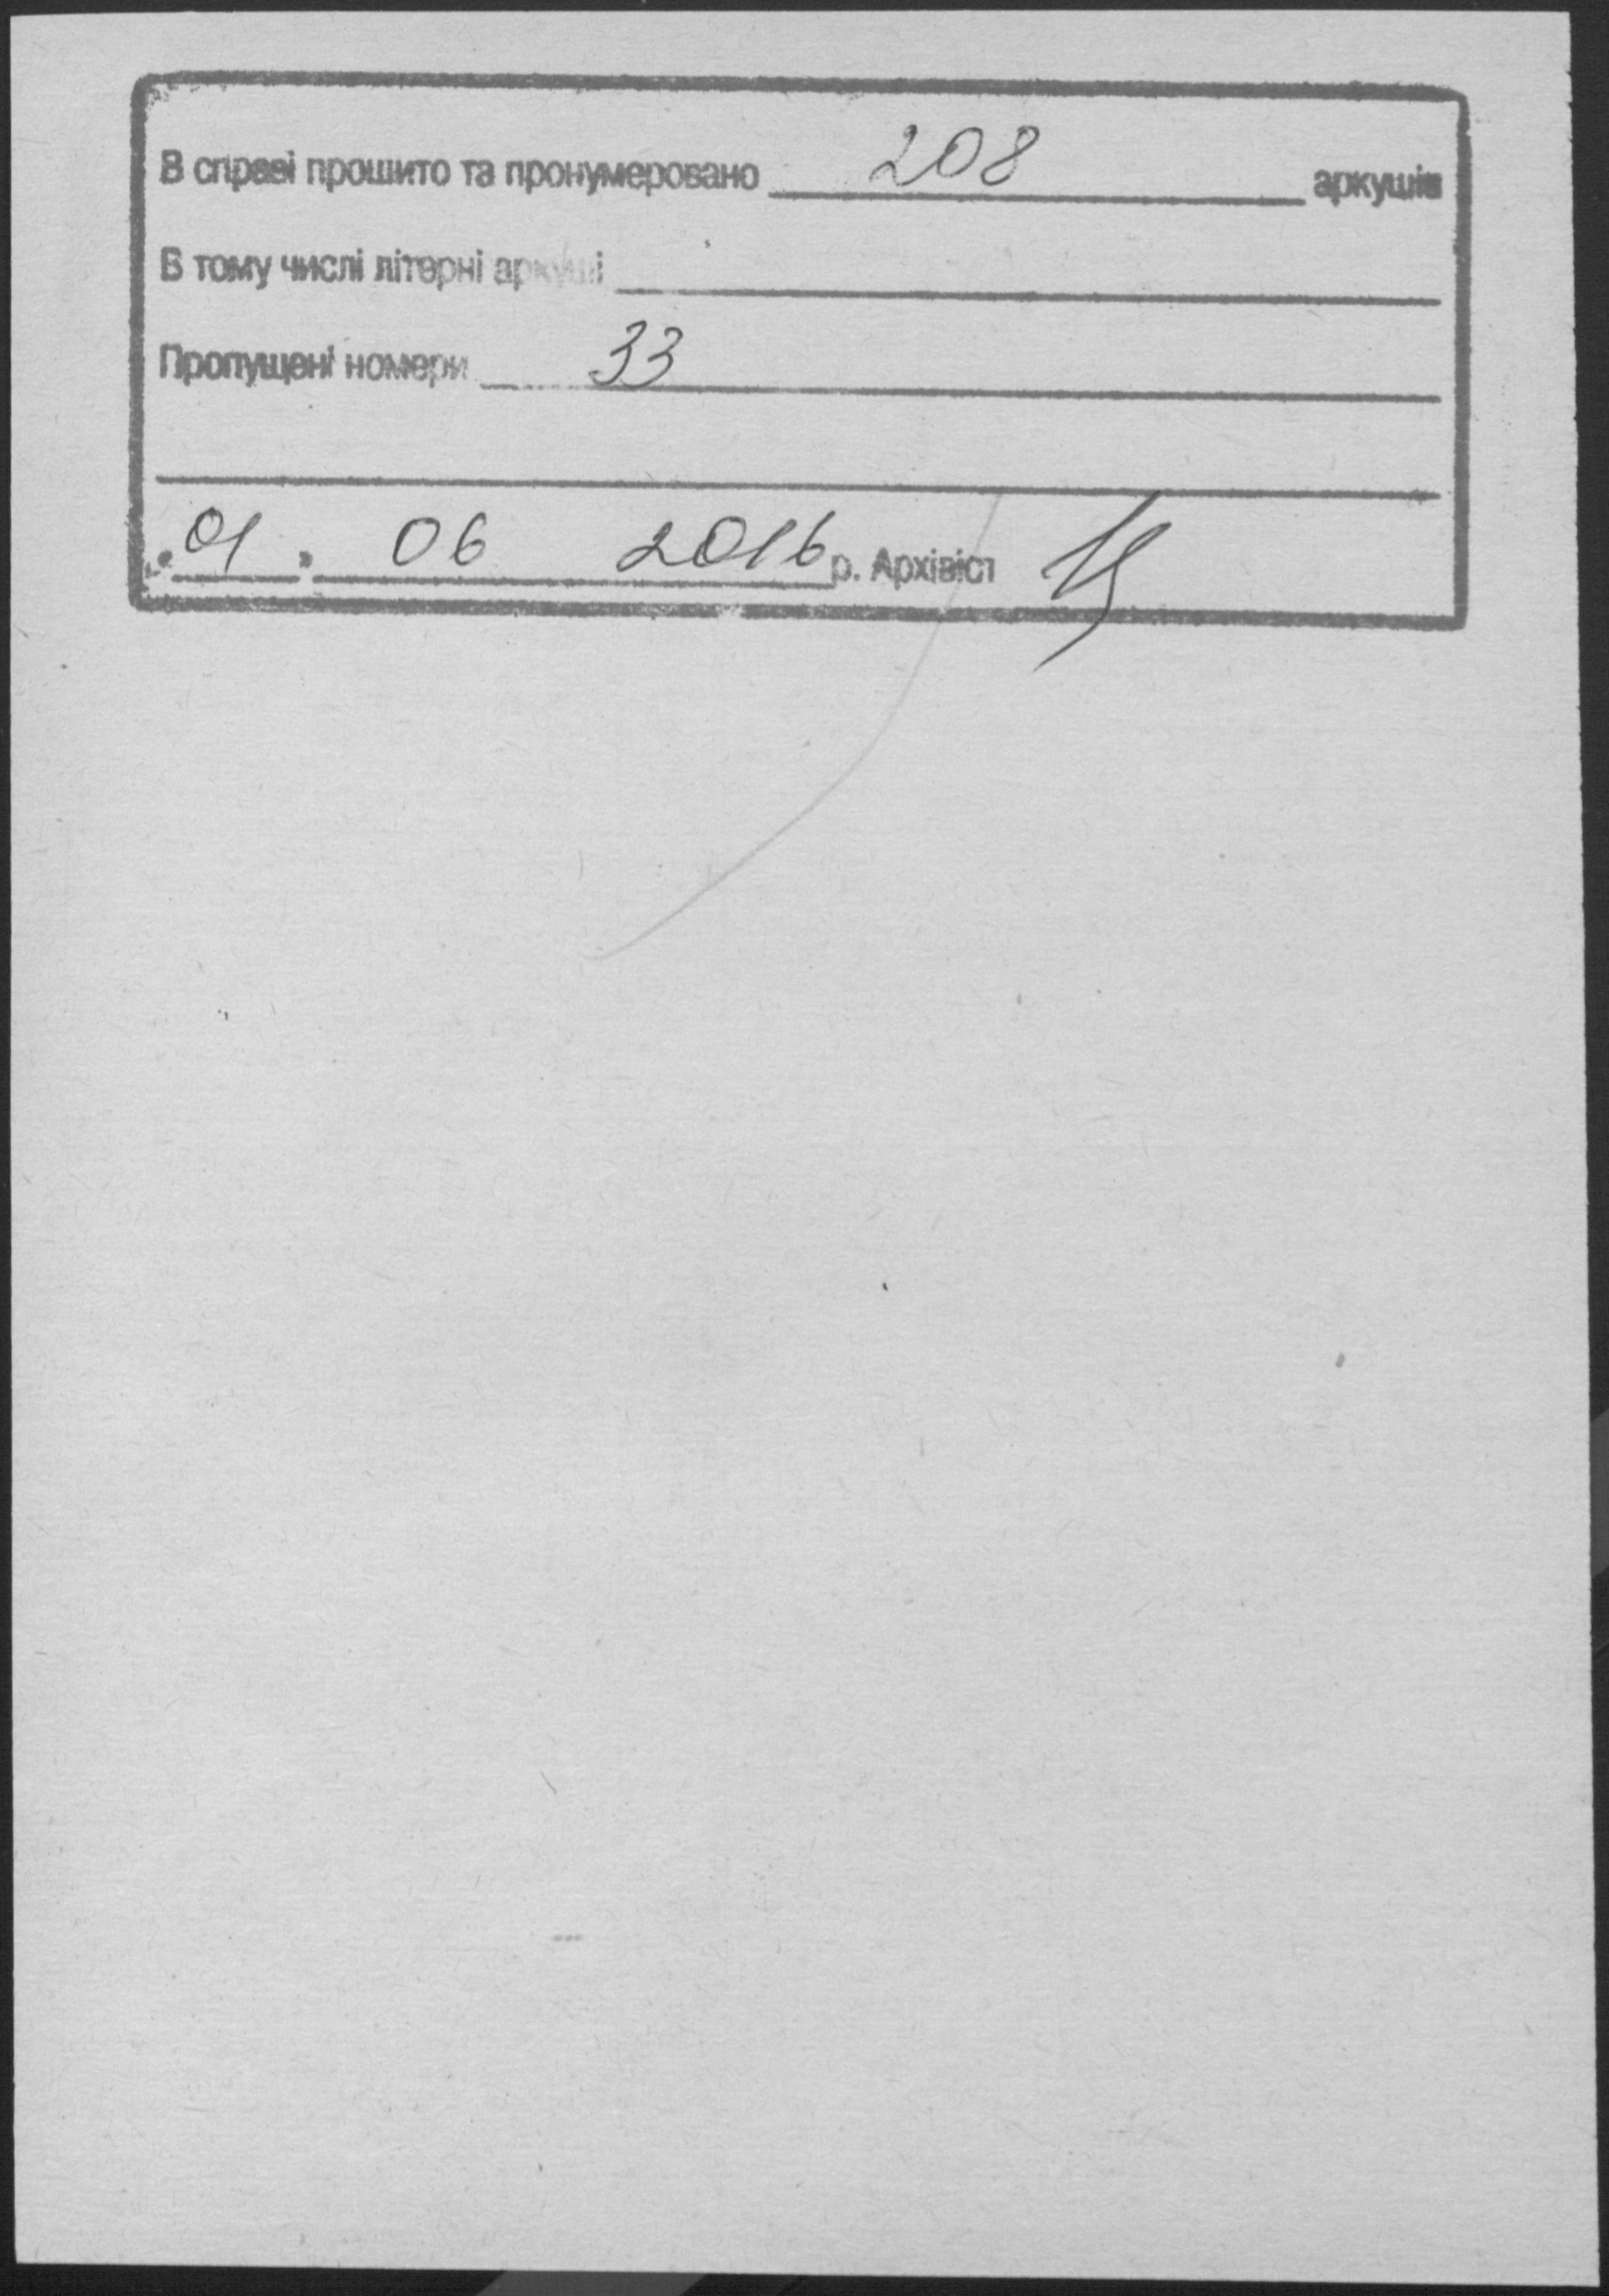 В справі прошито та пронумеровано 208 аркушів
В тому числі літерні аркуші
Пропущені номери 33
"01" 06 2016 р. Архівіст